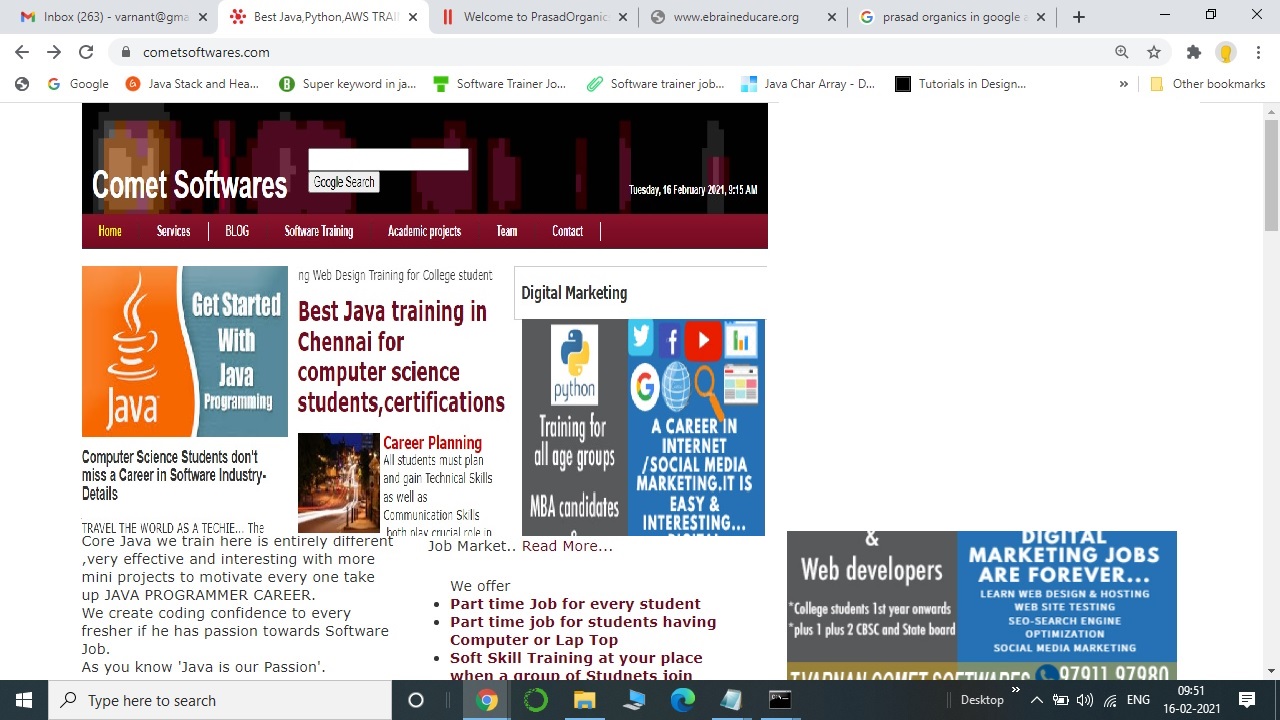 Inbox (263) - varnant@gma
Best Java,Python,AWS TRAI
Welcome to PrasadOrganic
www.ebraineducare.org
prasad organics in google a
cometsoftwares.com
Google
Java Stack and Hea...
Super keyword in ja...
Software Trainer Jo...
Software trainer job...
Java Char Array - D...
Tutorials in Design...
Other bookmarks
Comet Softwares
Google Search
Tuesday, 16 February 2021, 9:15 AM
Home Services BLOG Software Training Academic projects Team Contact
Java
Get Started
With
Java
Programming
Computer Science Students don't
miss a Career in Software Industry-
Details
TRAVEL THE WORLD AS A TECHIE... The
Core Java we train here is entirely different
,very effective and interesting with more
mini projects to motivate every one take
up JAVA PROGRAMMER CAREER.
We create coding confidence to every
fresher if he has passion towards Software
Job.
As you know 'Java is our Passion'.
ng Web Design Training for College student
Best Java training in
Chennai for
computer science
students,certifications
Career Planning
All students must plan
and gain Technical Skills
as well as
Communication Skills
both play crucial role in
Job Market.. Read More...
We offer
Part time Job for every student
Part time job for students having
Computer or Lap Top
Soft Skill Training at your place
when a group of Studnets join
Digital Marketing
python
Training for
all age groups
MBA candidates
A CAREER IN
INTERNET
/SOCIAL MEDIA
MARKETING.IT IS
EASY &
INTERESTING...
&
Web developers
*College students 1st year onwards
*plus 1 plus 2 CBSC and State board
DIGITAL
MARKETING JOBS
ARE FOREVER...
LEARN WEB DESIGN & HOSTING
WEB SITE TESTING
SEO-SEARCH ENGINE
OPTIMIZATION
SOCIAL MEDIA MARKETING
T.VARNAN COMET SOFTWARES 97911 97980
Type here to search
Desktop
ENG
09:51
16-02-2021